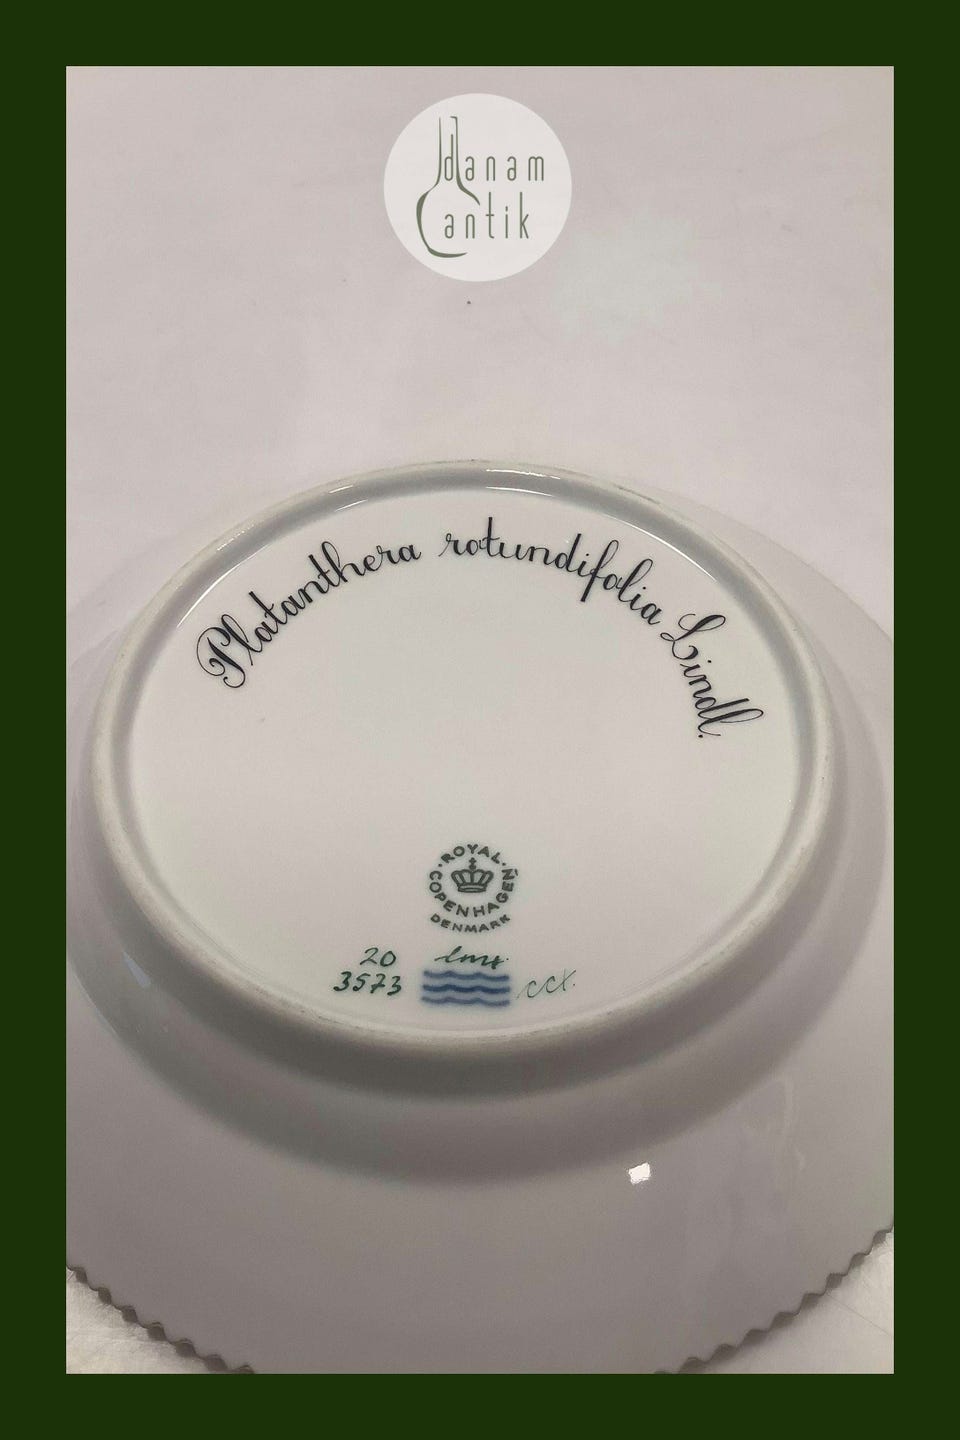 danam
antik
Platanthera rotundifolia Lindl.
ROYAL
COPENHAGEN
DENMARK
20
3573